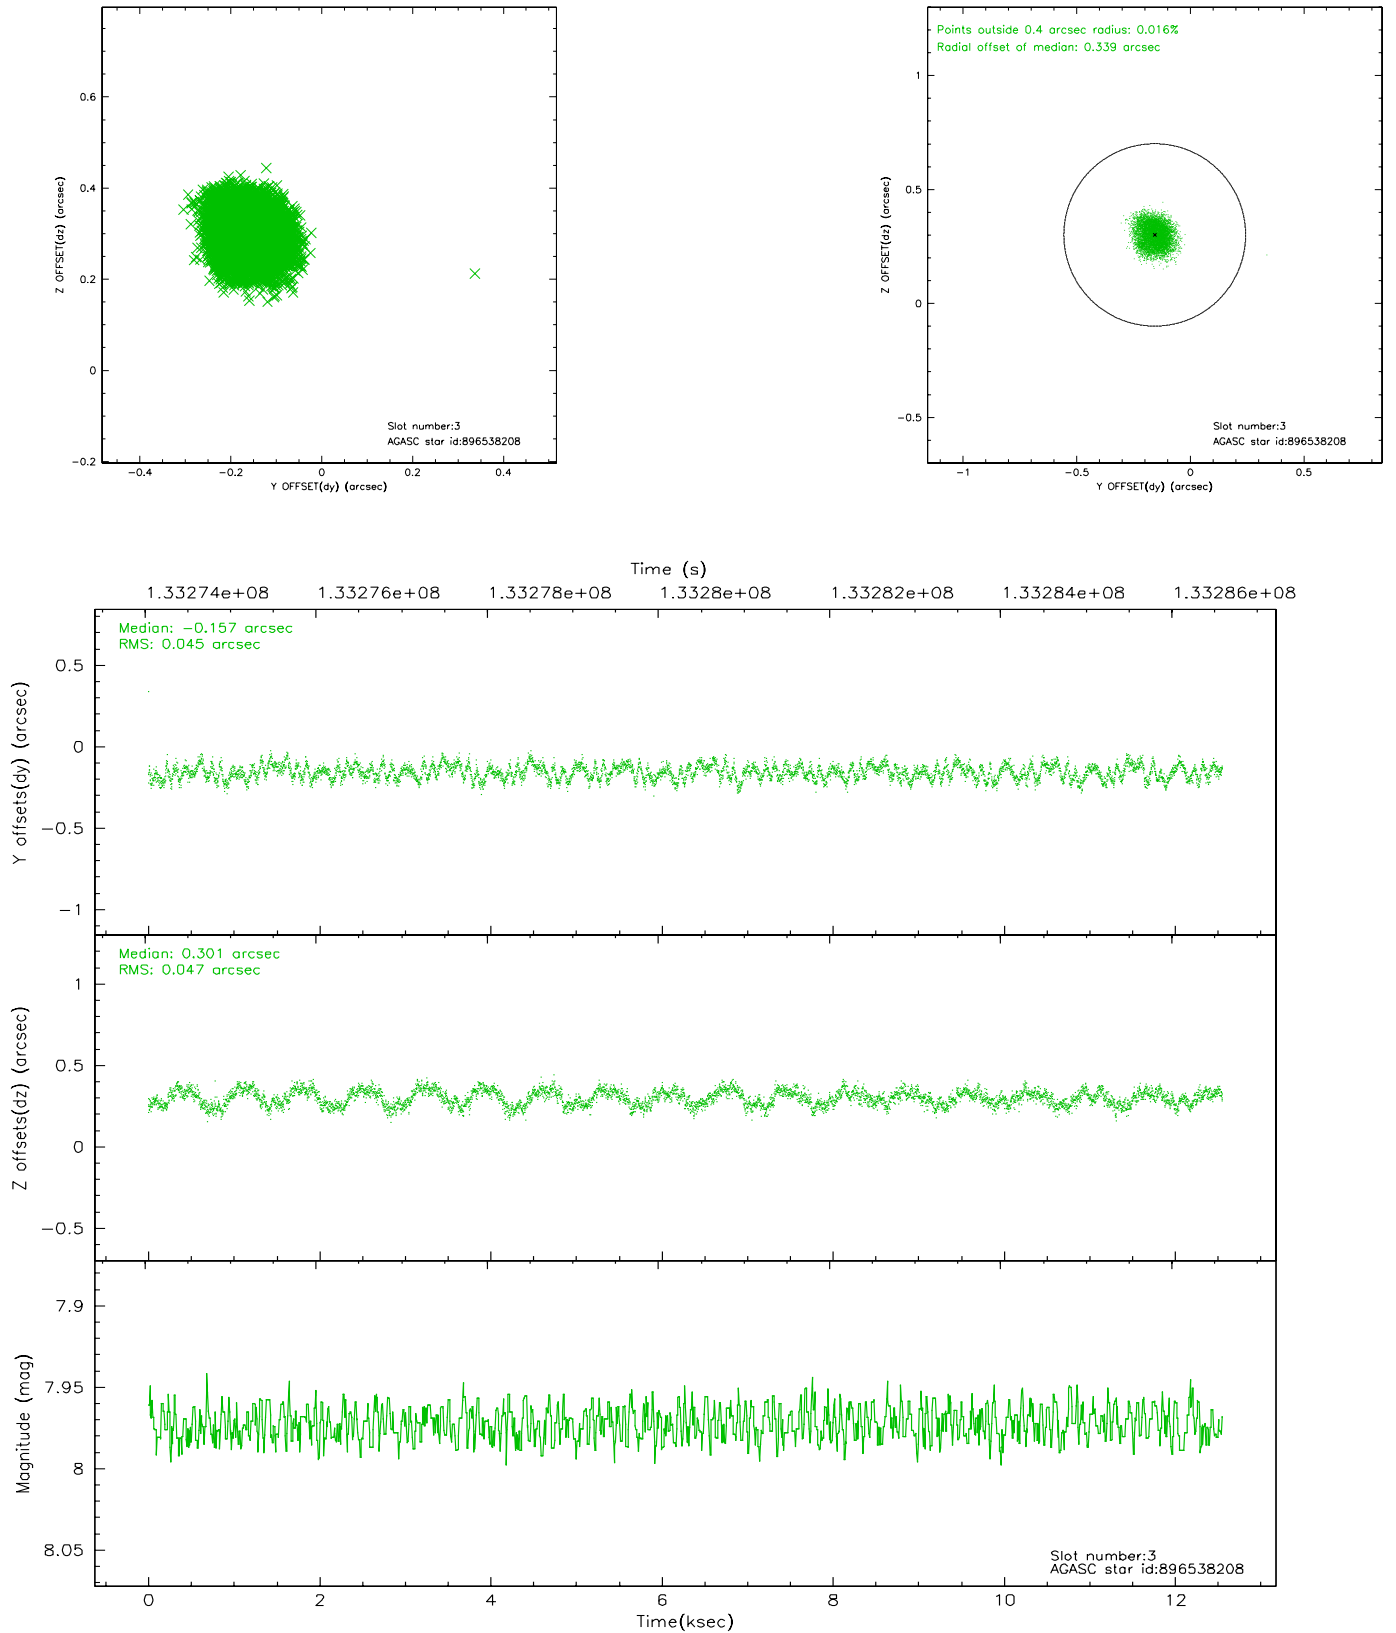 0.6
0.4
0.2
0
−0.2
Z OFFSET(dz) (arcsec)
Slot number:3
AGASC star id:896538208
−0.4 −0.2 0 0.2 0.4
Y OFFSET(dy) (arcsec)
Points outside 0.4 arcsec radius: 0.016%
Radial offset of median: 0.339 arcsec
1
0.5
0
−0.5
Z OFFSET(dz) (arcsec)
Slot number:3
AGASC star id:896538208
−1 −0.5 0 0.5
Y OFFSET(dy) (arcsec)
Time (s)
1.33274e+08 1.33276e+08 1.33278e+08 1.3328e+08 1.33282e+08 1.33284e+08 1.33286e+08
Median: −0.157 arcsec
RMS: 0.045 arcsec
0.5
0
−0.5
−1
Y offsets(dy) (arcsec)
Median: 0.301 arcsec
RMS: 0.047 arcsec
1
0.5
0
−0.5
Z offsets(dz) (arcsec)
7.9
7.95
8
8.05
Magnitude (mag)
Slot number:3
AGASC star id:896538208
0 2 4 6 8 10 12
Time(ksec)